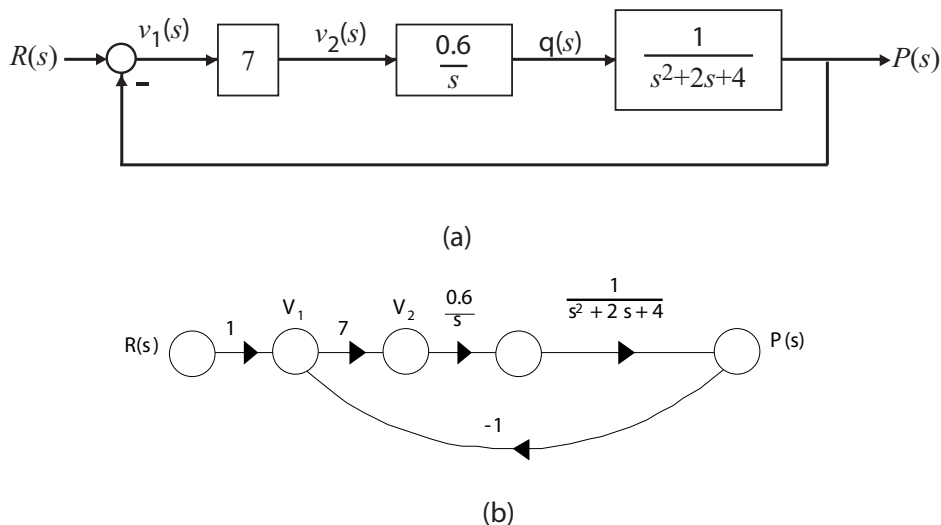 R(s) v₁(s) 7 v₂(s) 0.6/s q(s) 1/(s²+2s+4) P(s)
-
(a)
R(s) 1 V₁ 7 V₂ 0.6/s 1/(s² + 2 s + 4) P(s)
-1
(b)